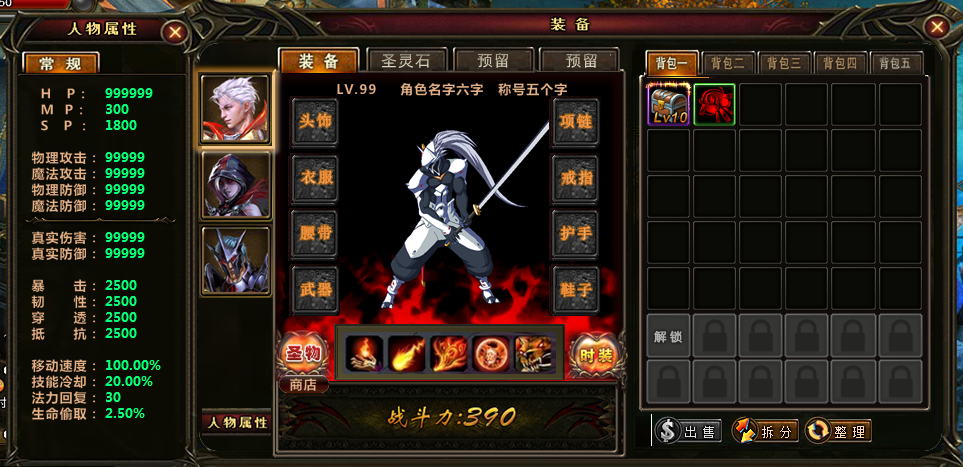 50
人物属性
常 规
H P： 999999
M P： 300
S P： 1800
物理攻击： 99999
魔法攻击： 99999
物理防御： 99999
魔法防御： 99999
真实伤害： 99999
真实防御： 99999
暴 击： 2500
韧 性： 2500
穿 透： 2500
抵 抗： 2500
移动速度： 100.00%
技能冷却： 20.00%
法力回复： 30
生命偷取： 2.50%
人物属性
装 备
装 备
圣灵石
预留
预留
LV.99 角色名字六字 称号五个字
头饰
衣服
腰带
武器
项链
戒指
护手
鞋子
圣物
商店
时装
战斗力:390
背包一
背包二
背包三
背包四
背包五
Lv10
解锁
$ 出售
拆分
整理